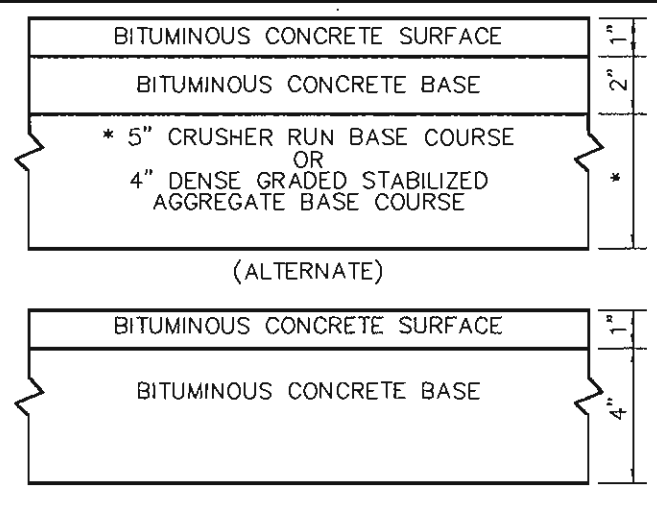 BITUMINOUS CONCRETE SURFACE
1"
BITUMINOUS CONCRETE BASE
2"
* 5" CRUSHER RUN BASE COURSE
OR
4" DENSE GRADED STABILIZED
AGGREGATE BASE COURSE
*
(ALTERNATE)
BITUMINOUS CONCRETE SURFACE
1"
BITUMINOUS CONCRETE BASE
4"